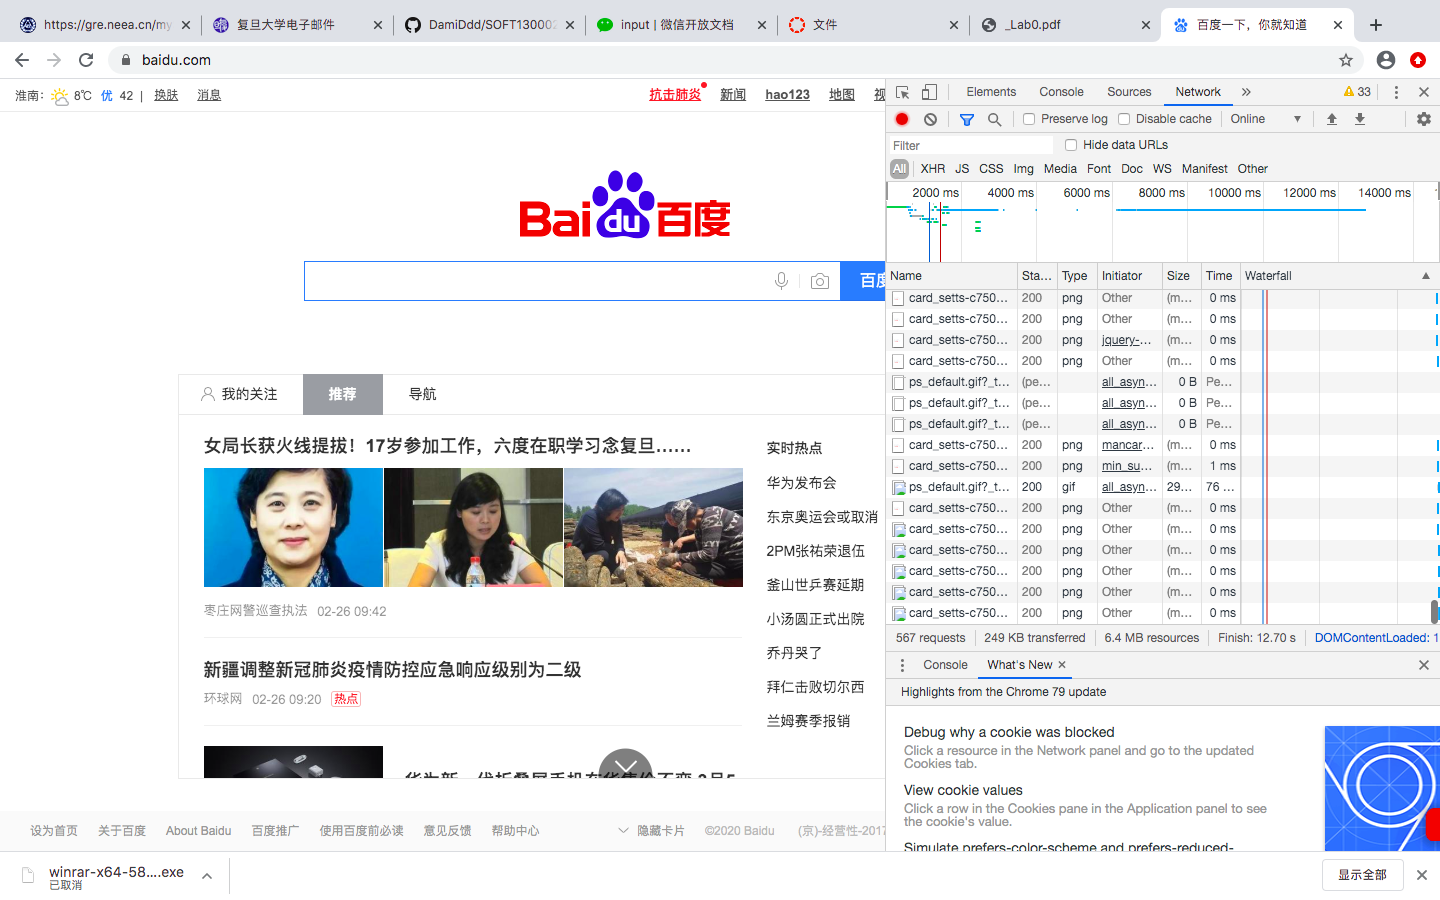 https://gre.neea.cn/my
复旦大学电子邮件
DamiDdd/SOFT13000
input | 微信开放文档
文件
_Lab0.pdf
百度一下，你就知道
baidu.com
淮南： 8℃ 优 42 | 换肤 消息
抗击肺炎 新闻 hao123 地图 视
Bai du 百度
百度
我的关注 推荐 导航
女局长获火线提拔！17岁参加工作，六度在职学习念复旦……
枣庄网警巡查执法 02-26 09:42
新疆调整新冠肺炎疫情防控应急响应级别为二级
环球网 02-26 09:20 热点
实时热点
华为发布会
东京奥运会或取消
2PM张祐荣退伍
釜山世乒赛延期
小汤圆正式出院
乔丹哭了
拜仁击败切尔西
兰姆赛季报销
设为首页 关于百度 About Baidu 百度推广 使用百度前必读 意见反馈 帮助中心 隐藏卡片 ©2020 Baidu (京)-经营性-2017
Elements Console Sources Network » 33
Preserve log Disable cache Online
Filter Hide data URLs
All XHR JS CSS Img Media Font Doc WS Manifest Other
2000 ms 4000 ms 6000 ms 8000 ms 10000 ms 12000 ms 14000 ms
Name Sta... Type Initiator Size Time Waterfall
card_setts-c750... 200 png Other (m... 0 ms
card_setts-c750... 200 png Other (m... 0 ms
card_setts-c750... 200 png jquery-... (m... 0 ms
card_setts-c750... 200 png Other (m... 0 ms
ps_default.gif?_t... (pe... all_asyn... 0 B Pe...
ps_default.gif?_t... (pe... all_asyn... 0 B Pe...
ps_default.gif?_t... (pe... all_asyn... 0 B Pe...
card_setts-c750... 200 png mancar... (m... 0 ms
card_setts-c750... 200 png min_su... (m... 1 ms
ps_default.gif?_t... 200 gif all_asyn... 29... 76 ...
card_setts-c750... 200 png Other (m... 0 ms
card_setts-c750... 200 png Other (m... 0 ms
card_setts-c750... 200 png Other (m... 0 ms
card_setts-c750... 200 png Other (m... 0 ms
card_setts-c750... 200 png Other (m... 0 ms
card_setts-c750... 200 png Other (m... 0 ms
567 requests 249 KB transferred 6.4 MB resources Finish: 12.70 s DOMContentLoaded: 1
Console What's New
Highlights from the Chrome 79 update
Debug why a cookie was blocked
Click a resource in the Network panel and go to the updated
Cookies tab.
View cookie values
Click a row in the Cookies pane in the Application panel to see
the cookie's value.
Simulate prefers-color-scheme and prefers-reduced-
winrar-x64-58....exe
已取消
显示全部